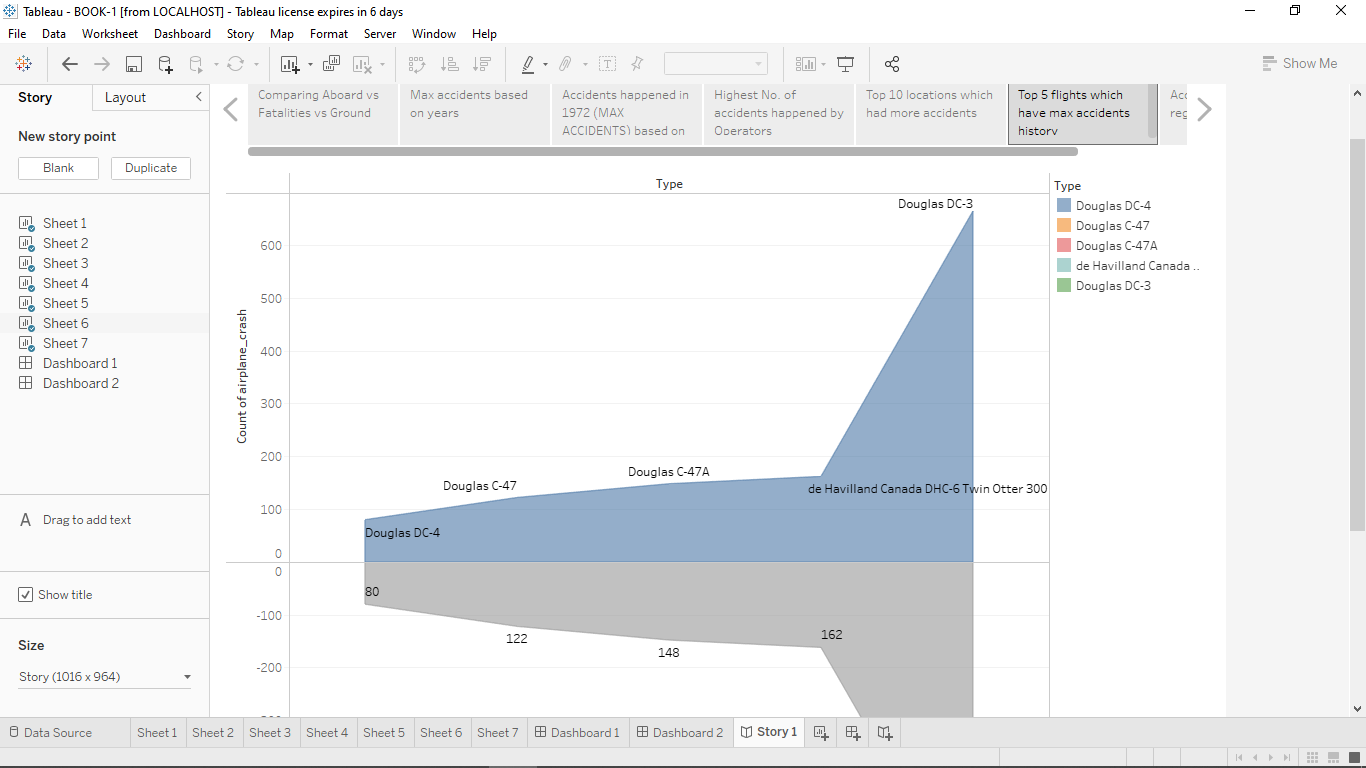 Tableau - BOOK-1 [from LOCALHOST] - Tableau license expires in 6 days
File Data Worksheet Dashboard Story Map Format Server Window Help
Show Me
Story
Layout
New story point
Blank
Duplicate
Sheet 1
Sheet 2
Sheet 3
Sheet 4
Sheet 5
Sheet 6
Sheet 7
Dashboard 1
Dashboard 2
A Drag to add text
Show title
Size
Story (1016 x 964)
Comparing Aboard vs
Fatalities vs Ground
Max accidents based
on years
Accidents happened in
1972 (MAX
ACCIDENTS) based on
Highest No. of
accidents happened by
Operators
Top 10 locations which
had more accidents
Top 5 flights which
have max accidents
history
Type
Count of airplane_crash
600
500
400
300
200
100
0
0
-100
-200
Douglas DC-3
Douglas C-47A
Douglas C-47
de Havilland Canada DHC-6 Twin Otter 300
Douglas DC-4
80
122
148
162
Type
Douglas DC-4
Douglas C-47
Douglas C-47A
de Havilland Canada ..
Douglas DC-3
Data Source Sheet 1 Sheet 2 Sheet 3 Sheet 4 Sheet 5 Sheet 6 Sheet 7 Dashboard 1 Dashboard 2 Story 1